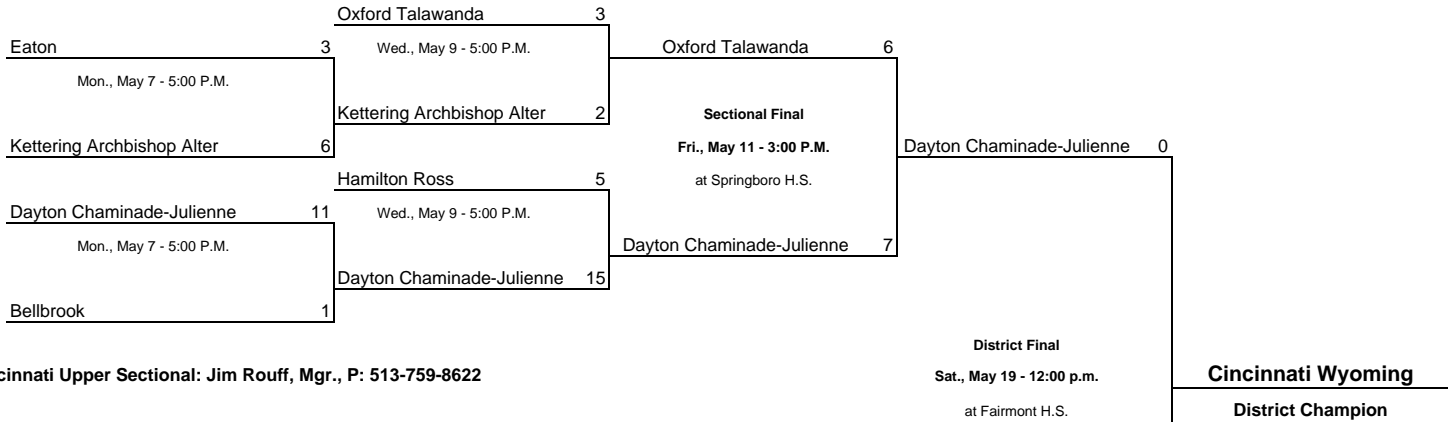 Oxford Talawanda 3
Eaton 3 Wed., May 9 - 5:00 P.M. Oxford Talawanda 6
Mon., May 7 - 5:00 P.M.
Kettering Archbishop Alter 2 Sectional Final
Kettering Archbishop Alter 6 Fri., May 11 - 3:00 P.M. Dayton Chaminade-Julienne 0
Hamilton Ross 5 at Springboro H.S.
Dayton Chaminade-Julienne 11 Wed., May 9 - 5:00 P.M.
Mon., May 7 - 5:00 P.M. Dayton Chaminade-Julienne 7
Dayton Chaminade-Julienne 15
Bellbrook 1
District Final
cinnati Upper Sectional: Jim Rouff, Mgr., P: 513-759-8622 Sat., May 19 - 12:00 p.m. Cincinnati Wyoming
at Fairmont H.S. District Champion